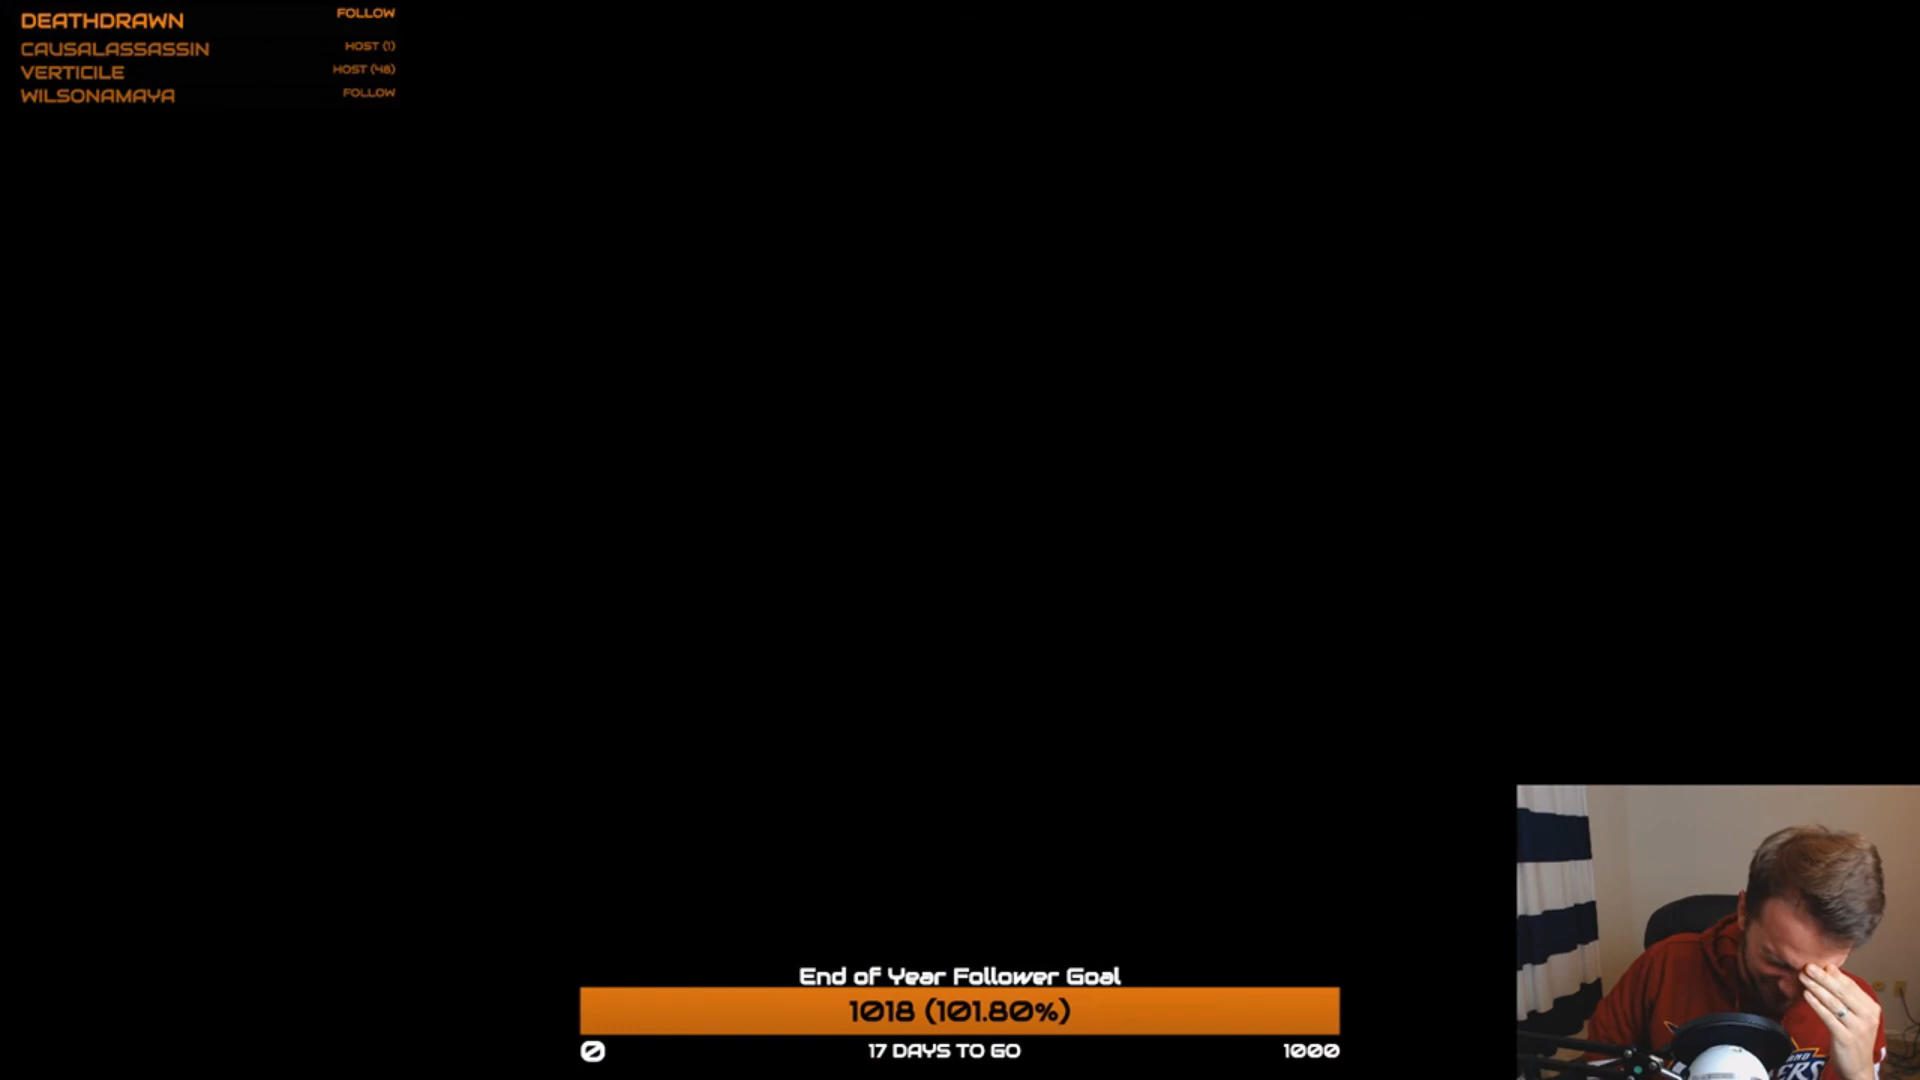 DEATHDRAWN FOLLOW
CAUSALASSASSIN HOST (1)
VERTICILE HOST (48)
WILSONAMAYA FOLLOW
End of Year Follower Goal
1018 (101.80%)
0 17 DAYS TO GO 1000